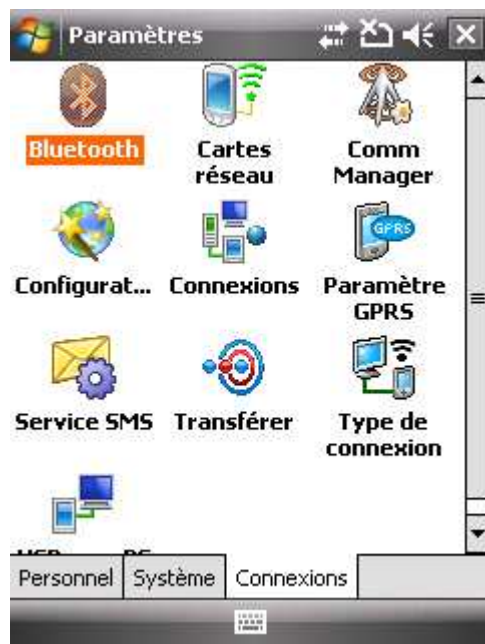 Paramètres
Bluetooth
Cartes
réseau
Comm
Manager
Configurat...
Connexions
Paramètre
GPRS
GPRS
Service SMS
Transférer
Type de
connexion
Personnel
Système
Connexions